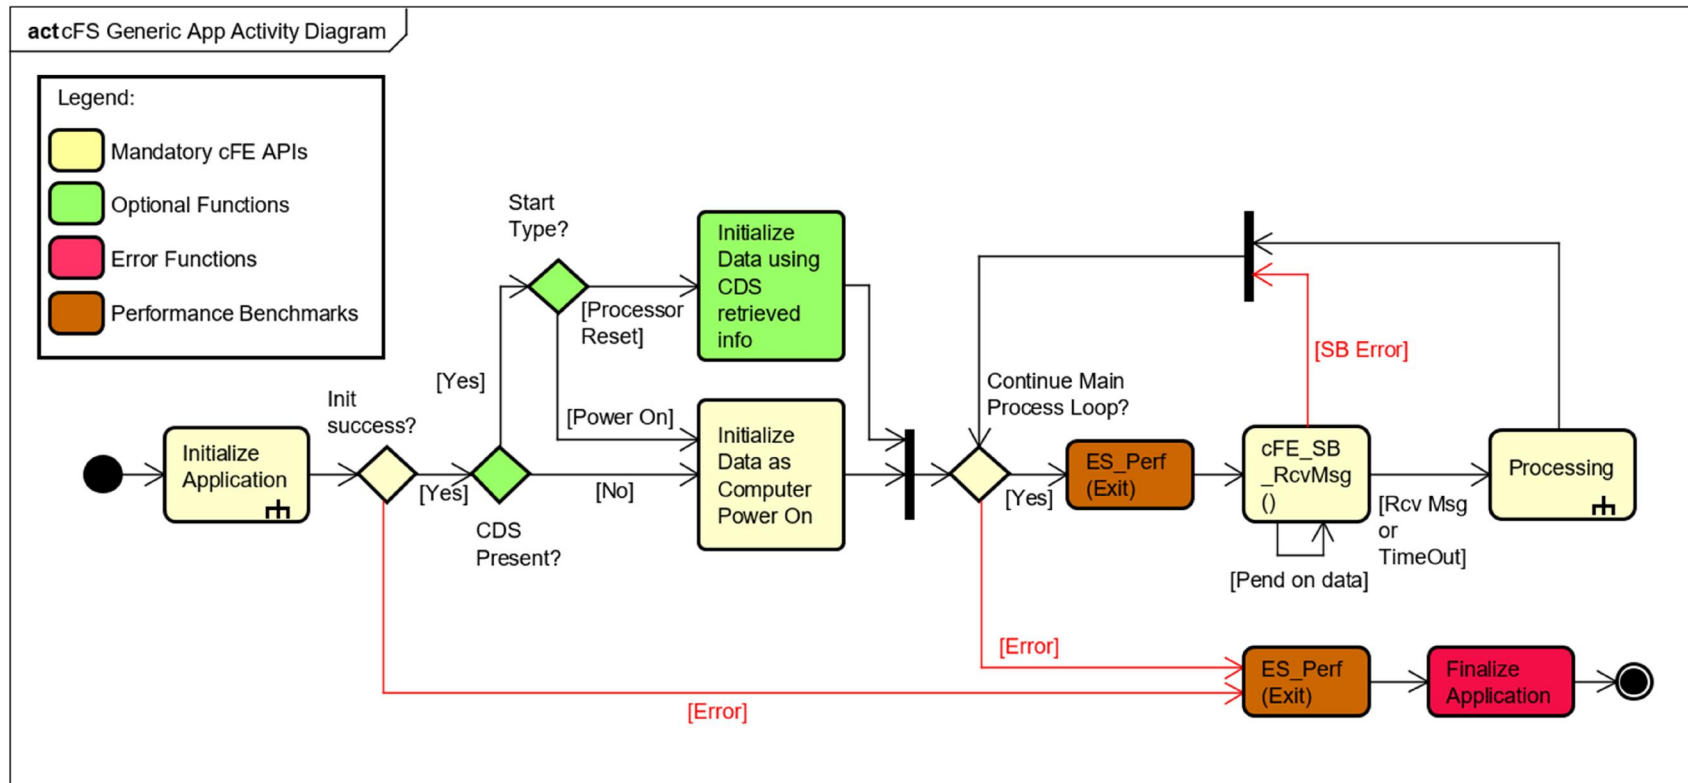 act cFS Generic App Activity Diagram
Legend:
Mandatory cFE APIs
Optional Functions
Error Functions
Performance Benchmarks
Start
Type?
[Processor
Reset]
Initialize
Data using
CDS
retrieved
info
[Yes]
[Power On]
Init
success?
Initialize
Application
[Yes]
CDS
Present?
[No]
Initialize
Data as
Computer
Power On
Continue Main
Process Loop?
[Yes]
ES_Perf
(Exit)
cFE_SB
_RcvMsg
()
[SB Error]
[Pend on data]
[Rcv Msg
or
TimeOut]
Processing
[Error]
[Error]
ES_Perf
(Exit)
Finalize
Application